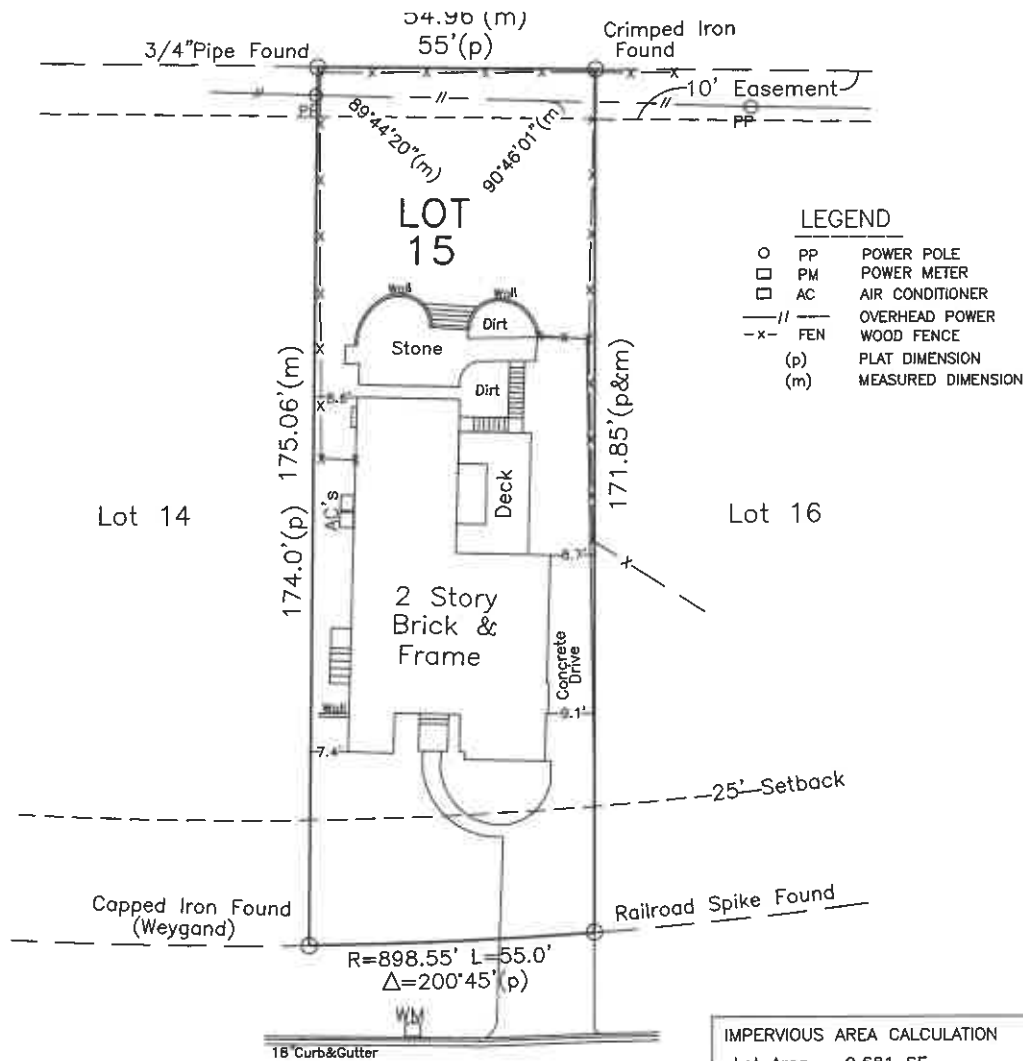 54.96 (m)
55'(p)
3/4"Pipe Found
Crimped Iron
Found
10' Easement
PP
PP
89°44'20"(m)
90°46'01"(m)
LOT
15
LEGEND
PP POWER POLE
PM POWER METER
AC AIR CONDITIONER
—//— OVERHEAD POWER
-x- FEN WOOD FENCE
(p) PLAT DIMENSION
(m) MEASURED DIMENSION
Wall
Wall
Dirt
Stone
Dirt
174.0'(p) 175.06'(m)
171.85'(p&m)
Deck
AC's
Lot 14
Lot 16
2 Story
Brick &
Frame
Concrete
Drive
Wall
9.1'
7.4'
25' Setback
Capped Iron Found
(Weygand)
Railroad Spike Found
R=898.55' L=55.0'
Δ=200°45'(p)
WM
18"Curb&Gutter
IMPERVIOUS AREA CALCULATION